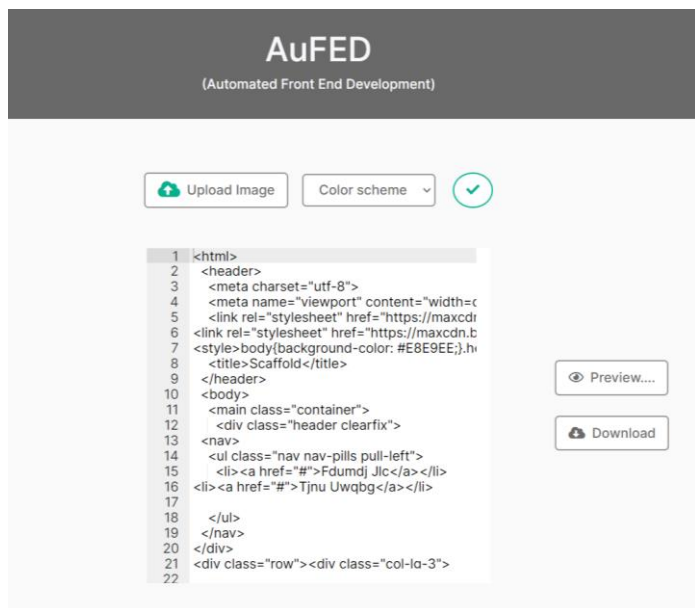 AuFED
(Automated Front End Development)
Upload Image
Color scheme
1 <html>
2 <header>
3 <meta charset="utf-8">
4 <meta name="viewport" content="width=c
5 <link rel="stylesheet" href="https://maxcdr
6 <link rel="stylesheet" href="https://maxcdn.b
7 <style>body{background-color: #E8E9EE;}.he
8 <title>Scaffold</title>
9 </header>
10 <body>
11 <main class="container">
12 <div class="header clearfix">
13 <nav>
14 <ul class="nav nav-pills pull-left">
15 <li><a href="#">Fdumdj Jlc</a></li>
16 <li><a href="#">Tjnu Uwqbg</a></li>
17
18 </ul>
19 </nav>
20 </div>
21 <div class="row"><div class="col-lg-3">
22
Preview....
Download